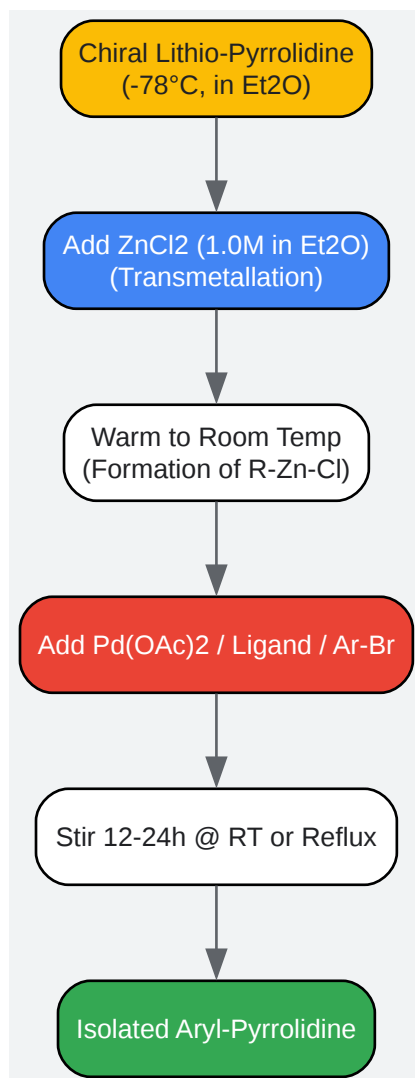 Chiral Lithio-Pyrrolidine
(-78°C, in Et2O)
Add ZnCl2 (1.0M in Et2O)
(Transmetallation)
Warm to Room Temp
(Formation of R-Zn-Cl)
Add Pd(OAc)2 / Ligand / Ar-Br
Stir 12-24h @ RT or Reflux
Isolated Aryl-Pyrrolidine